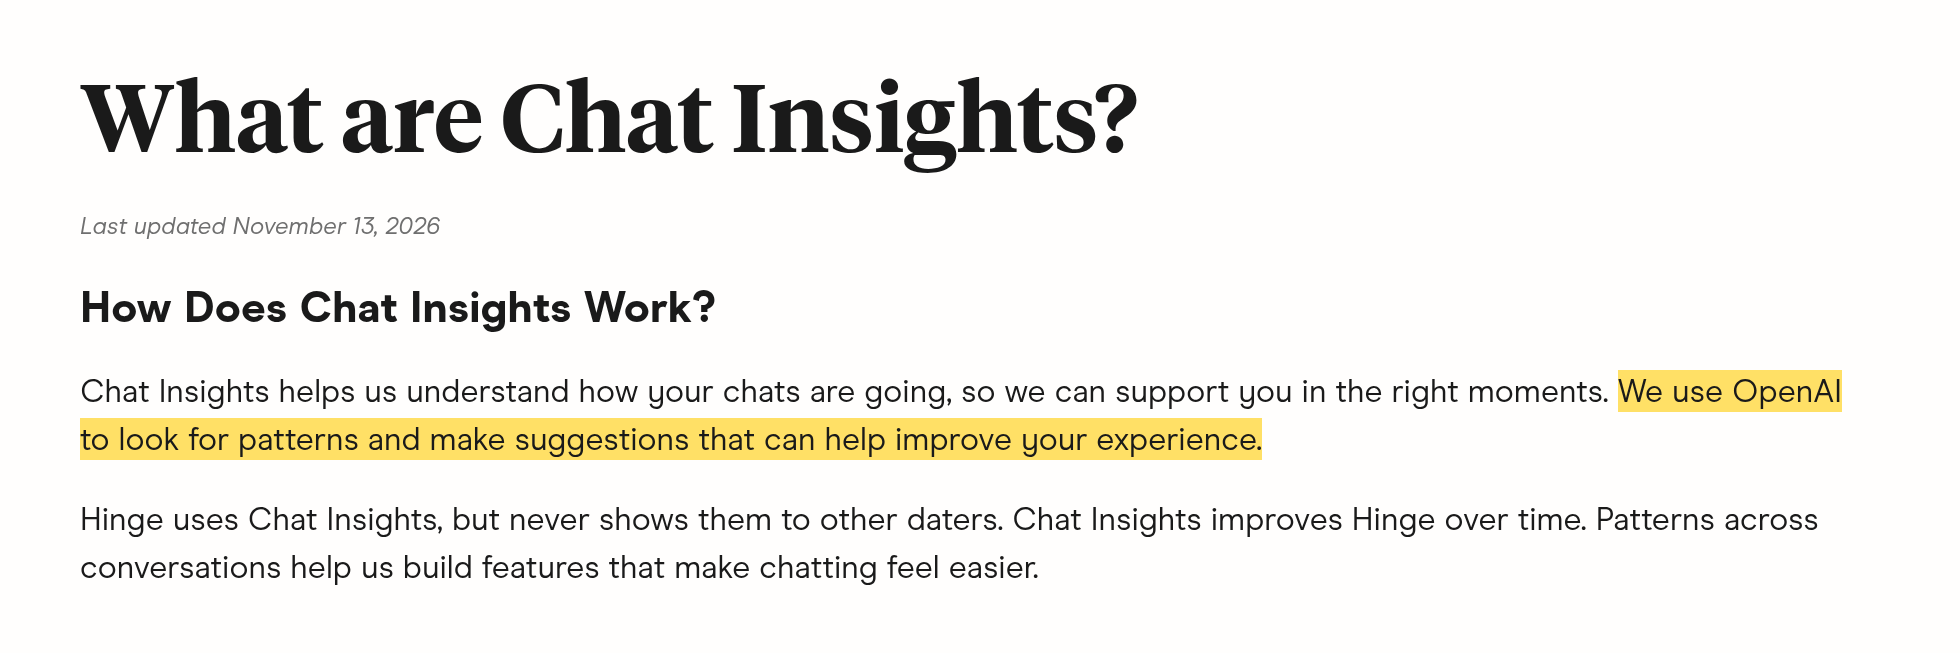 What are Chat Insights?
Last updated November 13, 2026
How Does Chat Insights Work?
Chat Insights helps us understand how your chats are going, so we can support you in the right moments. We use OpenAI
to look for patterns and make suggestions that can help improve your experience.
Hinge uses Chat Insights, but never shows them to other daters. Chat Insights improves Hinge over time. Patterns across
conversations help us build features that make chatting feel easier.